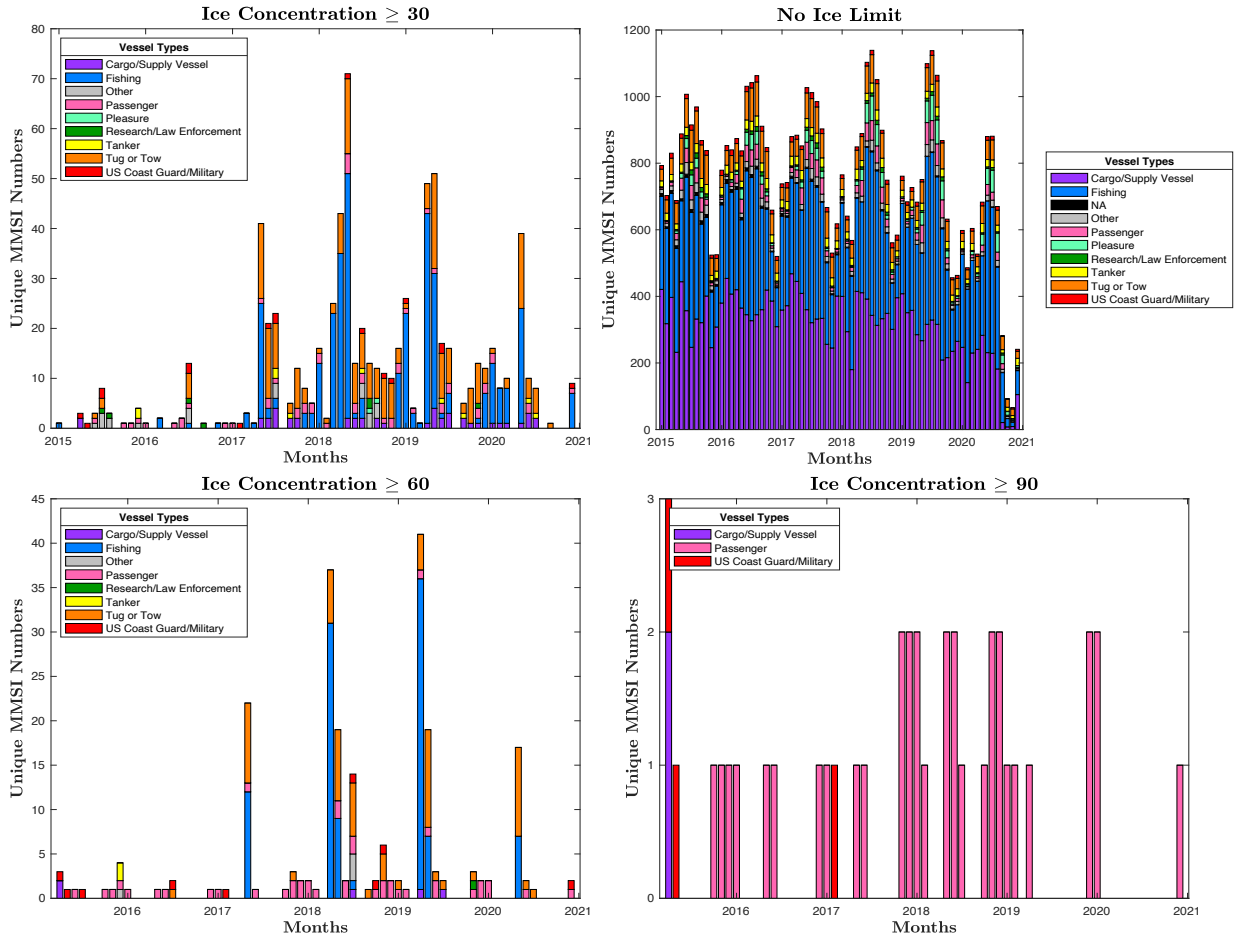 Ice Concentration ≥ 30
80
70
60
50
40
30
20
10
0
Unique MMSI Numbers
Vessel Types
Cargo/Supply Vessel
Fishing
Other
Passenger
Pleasure
Research/Law Enforcement
Tanker
Tug or Tow
US Coast Guard/Military
2015 2016 2017 2018 2019 2020 2021
Months
No Ice Limit
1200
1000
800
600
400
200
0
Unique MMSI Numbers
2015 2016 2017 2018 2019 2020 2021
Months
Vessel Types
Cargo/Supply Vessel
Fishing
NA
Other
Passenger
Pleasure
Research/Law Enforcement
Tanker
Tug or Tow
US Coast Guard/Military
Ice Concentration ≥ 60
45
40
35
30
25
20
15
10
5
0
Unique MMSI Numbers
Vessel Types
Cargo/Supply Vessel
Fishing
Other
Passenger
Research/Law Enforcement
Tanker
Tug or Tow
US Coast Guard/Military
2016 2017 2018 2019 2020 2021
Months
Ice Concentration ≥ 90
3
2
1
0
Unique MMSI Numbers
Vessel Types
Cargo/Supply Vessel
Passenger
US Coast Guard/Military
2016 2017 2018 2019 2020 2021
Months